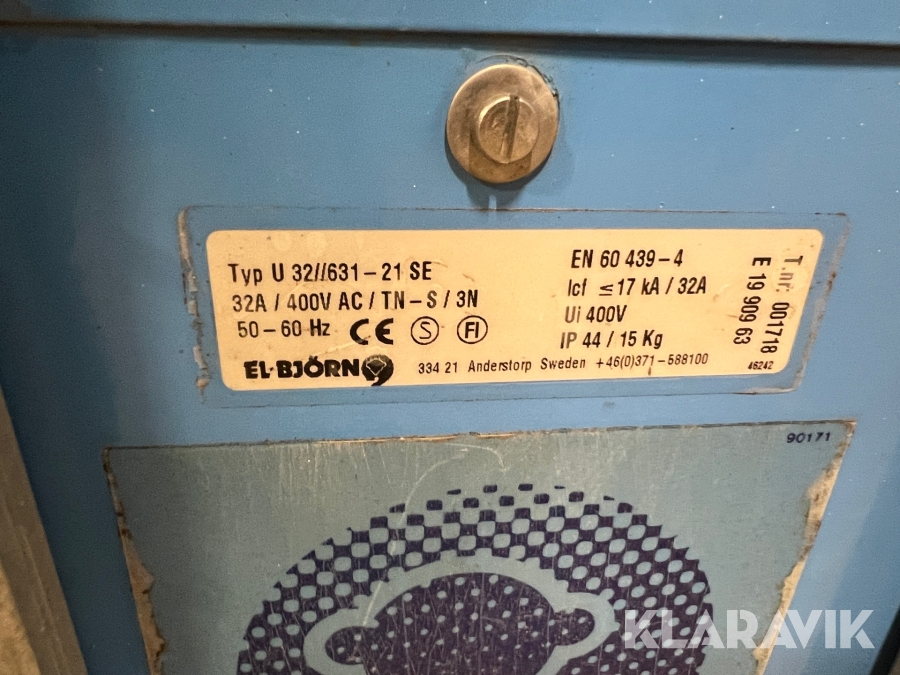 Typ U 32//631-21 SE
32A / 400V AC / TN-S / 3N
50-60 Hz CE S FI
EL-BJÖRN
EN 60 439-4
Icf ≤17 kA / 32A
Ui 400V
IP 44 / 15 Kg
334 21 Anderstorp Sweden +46(0)371-588100
T.nr. 001718
E 19 909 63
46242
90171
KLARAVIK